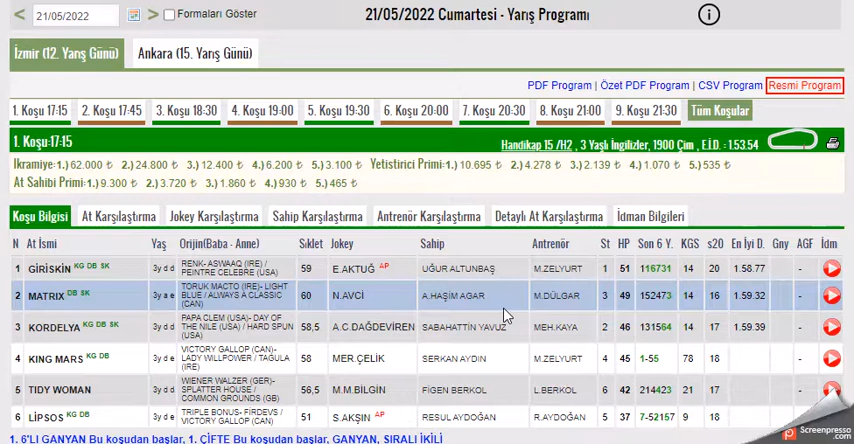 21/05/2022 Formaları Göster 21/05/2022 Cumartesi - Yarış Programı
İzmir (12. Yarış Günü) Ankara (15. Yarış Günü)
PDF Program | Özet PDF Program | CSV Program Resmi Program
1. Koşu 17:15 2. Koşu 17:45 3. Koşu 18:30 4. Koşu 19:00 5. Koşu 19:30 6. Koşu 20:00 7. Koşu 20:30 8. Koşu 21:00 9. Koşu 21:30 Tüm Koşular
1. Koşu:17:15 Handikap 15 /H2 , 3 Yaşlı İngilizler, 1900 Çim, E.İ.D. : 1.53.54
Ikramiye: 1.) 62.000 ₺ 2.) 24.800 ₺ 3.) 12.400 ₺ 4.) 6.200 ₺ 5.) 3.100 ₺ Yetistirici Primi: 1.) 10.695 ₺ 2.) 4.278 ₺ 3.) 2.139 ₺ 4.) 1.070 ₺ 5.) 535 ₺
At Sahibi Primi: 1.) 9.300 ₺ 2.) 3.720 ₺ 3.) 1.860 ₺ 4.) 930 ₺ 5.) 465 ₺
Koşu Bilgisi At Karşılaştırma Jokey Karşılaştırma Sahip Karşılaştırma Antrenör Karşılaştırma Detaylı At Karşılaştırma İdman Bilgileri
N At İsmi Yaş Orijin(Baba - Anne) Sıklet Jokey Sahip Antrenör St HP Son 6 Y. KGS s20 En İyi D. Gny AGF İdm
1 GİRİSKİN KG DB SK 3y d d RENK- ASWAAQ (IRE) / PEINTRE CELEBRE (USA) 59 E.AKTUĞ AP UĞUR ALTUNBAŞ M.ZELYURT 1 51 116731 14 20 1.58.77 -
2 MATRIX DB SK 3y a e TORUK MACTO (IRE)- LIGHT BLUE / ALWAYS A CLASSIC (CAN) 60 N.AVCİ A.HAŞİM AGAR M.DÜLGAR 3 49 152473 14 16 1.59.32 -
3 KORDELYA KG DB SK 3y d d PAPA CLEM (USA)- DAY OF THE NILE (USA) / HARD SPUN (USA) 58,5 A.C.DAĞDEVİREN SABAHATTİN YAVUZ MEH.KAYA 2 46 131564 14 17 1.59.39 -
4 KING MARS KG DB 3y d e VICTORY GALLOP (CAN)- LADY WILLPOWER / TAGULA (IRE) 58 MER.ÇELİK SERKAN AYDIN M.ZELYURT 4 45 1-55 78 18 -
5 TIDY WOMAN 3y d d WIENER WALZER (GER)- SPLATTER HOUSE / COMMON GROUNDS (GB) 56,5 M.M.BİLGİN FİGEN BERKOL L.BERKOL 6 42 214423 21 17 -
6 LİPSOS KG DB 3y d e TRIPLE BONUS- FIRDEVS / VICTORY GALLOP (CAN) 51 S.AKŞIN AP RESUL AYDOĞAN R.AYDOĞAN 5 37 7-52157 9 18 -
1. 6'LI GANYAN Bu koşudan başlar, 1. ÇİFTE Bu koşudan başlar, GANYAN, SIRALI İKİLİ
Screenpresso